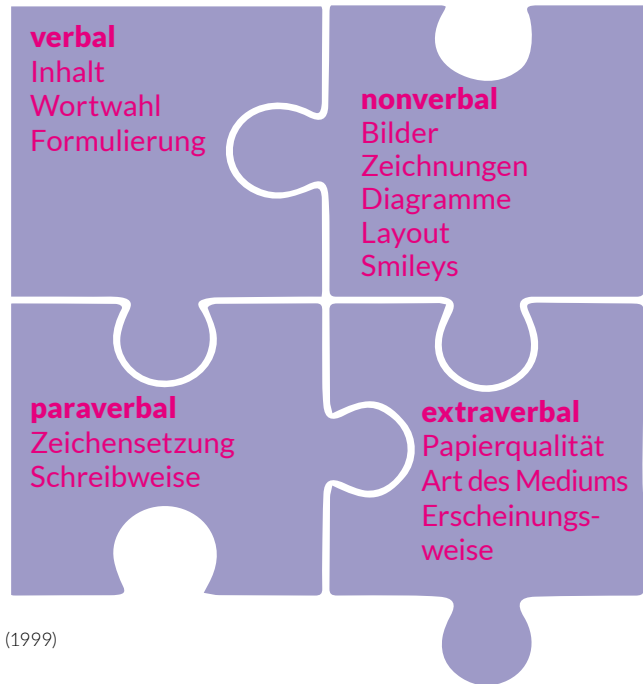 verbal
Inhalt
Wortwahl
Formulierung
nonverbal
Bilder
Zeichnungen
Diagramme
Layout
Smileys
paraverbal
Zeichensetzung
Schreibweise
extraverbal
Papierqualität
Art des Mediums
Erscheinungs-
weise
(1999)